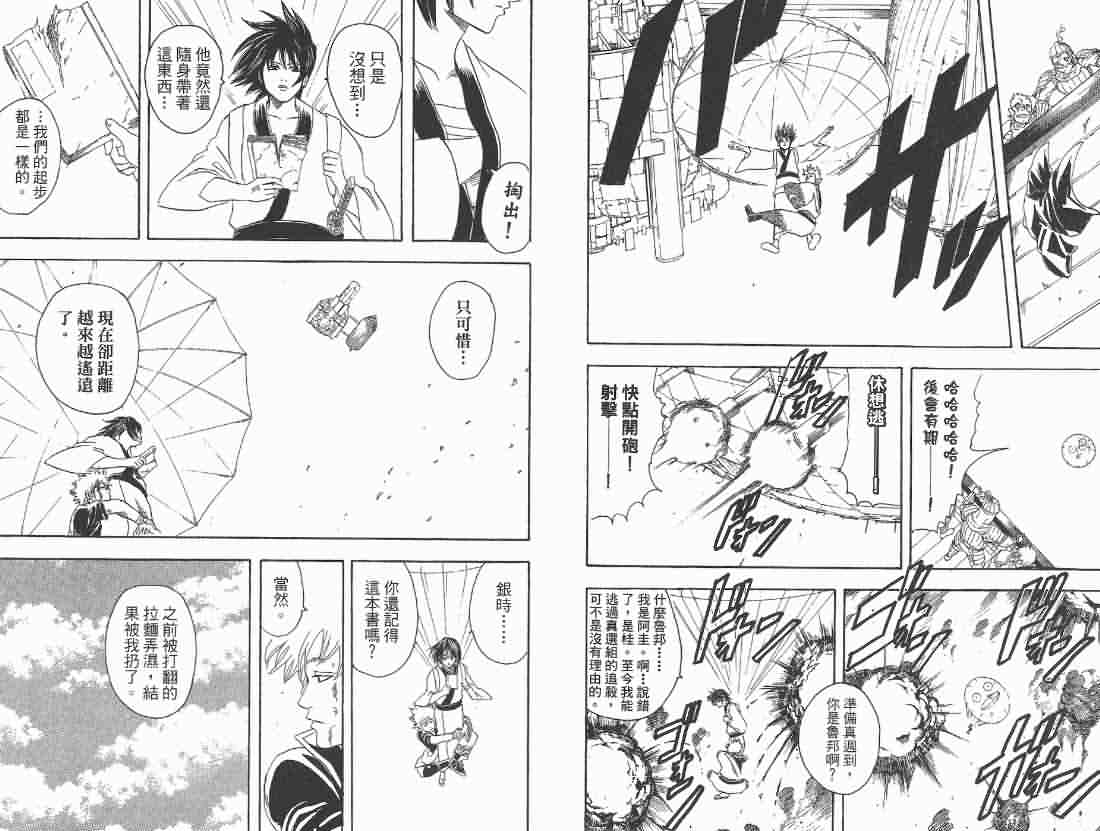 哈哈哈哈哈！
後會有期——！
休想逃——！
快點開砲！
射擊——！
準備真週到，
你是魯邦啊？
什麼魯邦……
我是阿圭。啊…說錯
了，是桂。至今我能
逃過真選組的追殺，
可不是沒有理由的。
掏出！
只是
沒想到…
他竟然還
隨身帶著
這東西…
…我們的起步
都是一樣的。
只可惜…
現在卻距離
越來越遙遠
了。
銀時……
你還記得
這本書嗎？
當然。
之前被打翻的
拉麵弄濕，結
果被我扔了。